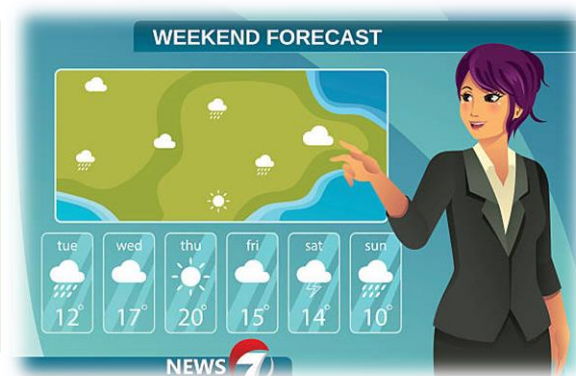 WEEKEND FORECAST
tue wed thu fri sat sun
12° 17° 20° 15° 14° 10°
NEWS 7